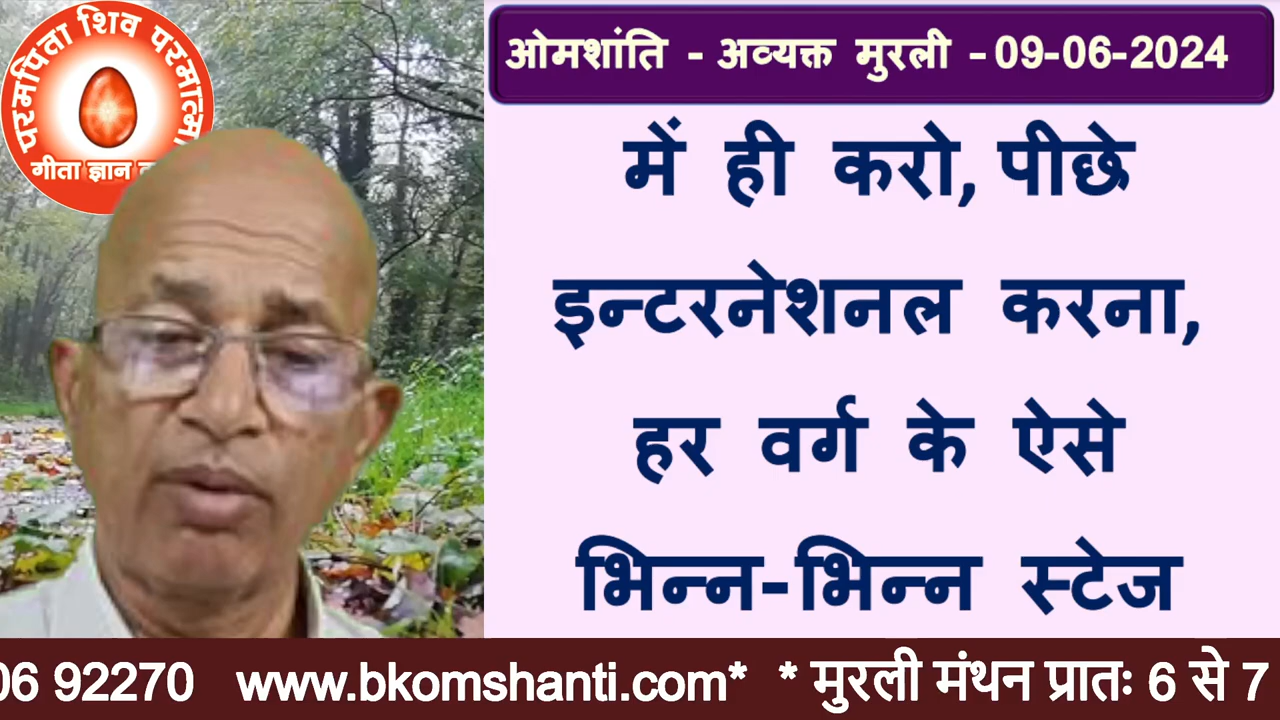 परमपिता शिव परमात्मा
गीता ज्ञान
ओमशांति - अव्यक्त मुरली - 09-06-2024
में ही करो, पीछे
इन्टरनेशनल करना,
हर वर्ग के ऐसे
भिन्न-भिन्न स्टेज
06 92270 www.bkomshanti.com* * मुरली मंथन प्रातः 6 से 7